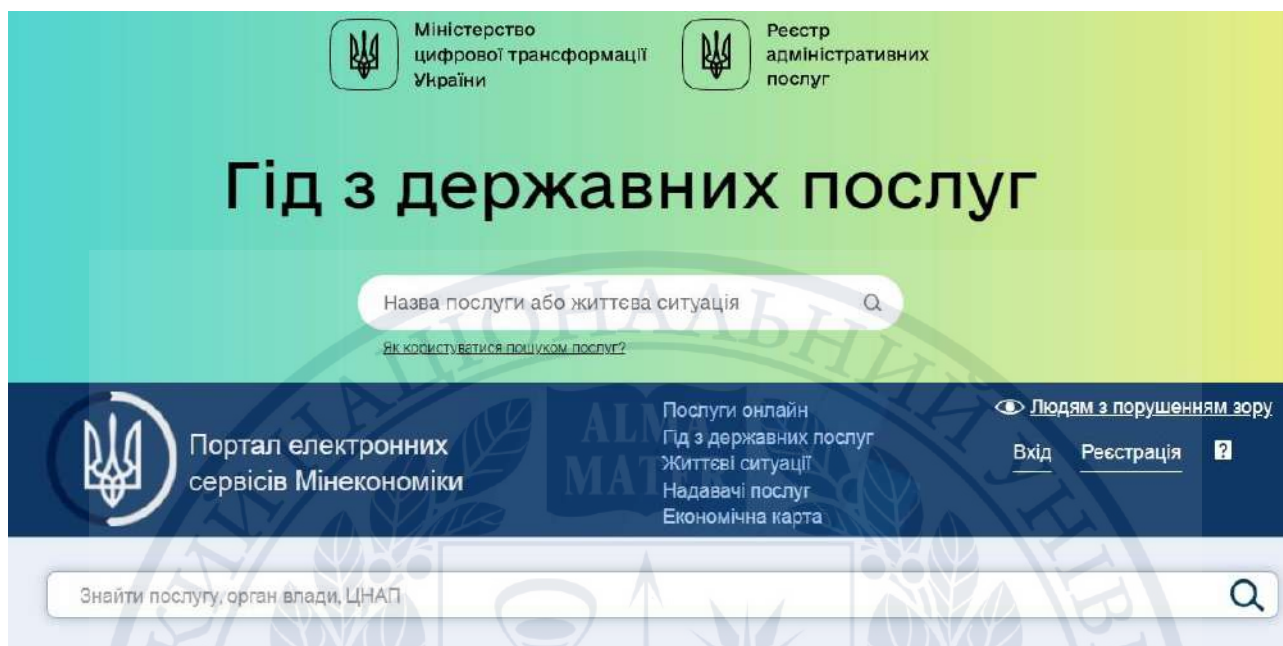 Міністерство
цифрової трансформації
України
Реєстр
адміністративних
послуг
Гід з державних послуг
Назва послуги або життєва ситуація
Як користуватися пошуком послуг?
Портал електронних
сервісів Мінекономіки
Послуги онлайн
Гід з державних послуг
Життєві ситуації
Надавачі послуг
Економічна карта
Людям з порушенням зору
Вхід Реєстрація ?
Знайти послугу, орган влади, ЦНАП
ALMA
MATER